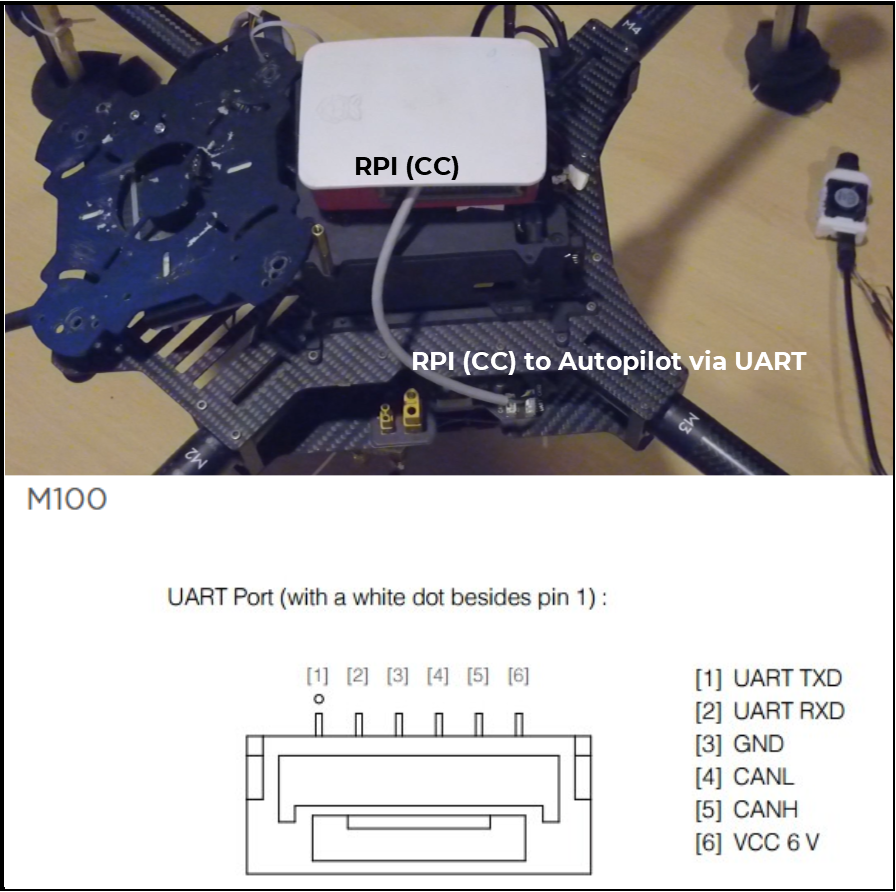 M4
RPI (CC)
RPI (CC) to Autopilot via UART
M2
M3
M100
UART Port (with a white dot besides pin 1) :
[1] [2] [3] [4] [5] [6]
[1] UART TXD
[2] UART RXD
[3] GND
[4] CANL
[5] CANH
[6] VCC 6 V